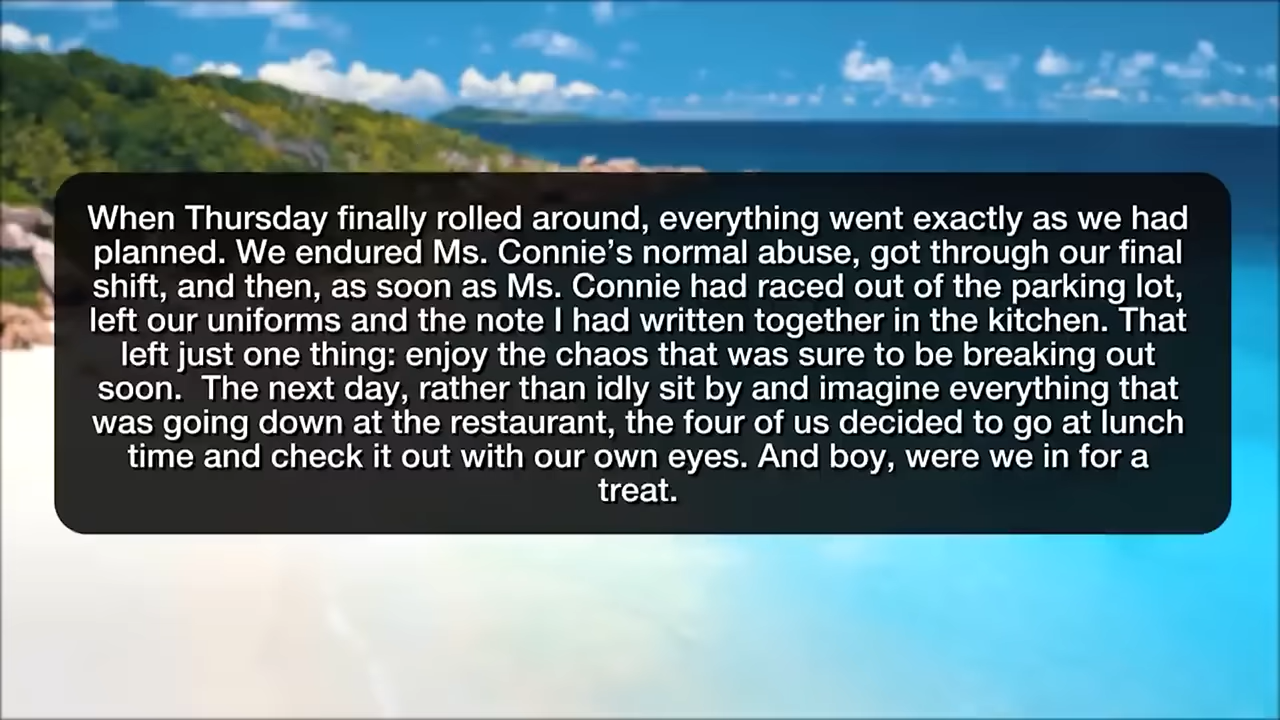 When Thursday finally rolled around, everything went exactly as we had
planned. We endured Ms. Connie’s normal abuse, got through our final
shift, and then, as soon as Ms. Connie had raced out of the parking lot,
left our uniforms and the note I had written together in the kitchen. That
left just one thing: enjoy the chaos that was sure to be breaking out
soon.  The next day, rather than idly sit by and imagine everything that
was going down at the restaurant, the four of us decided to go at lunch
time and check it out with our own eyes. And boy, were we in for a
treat.